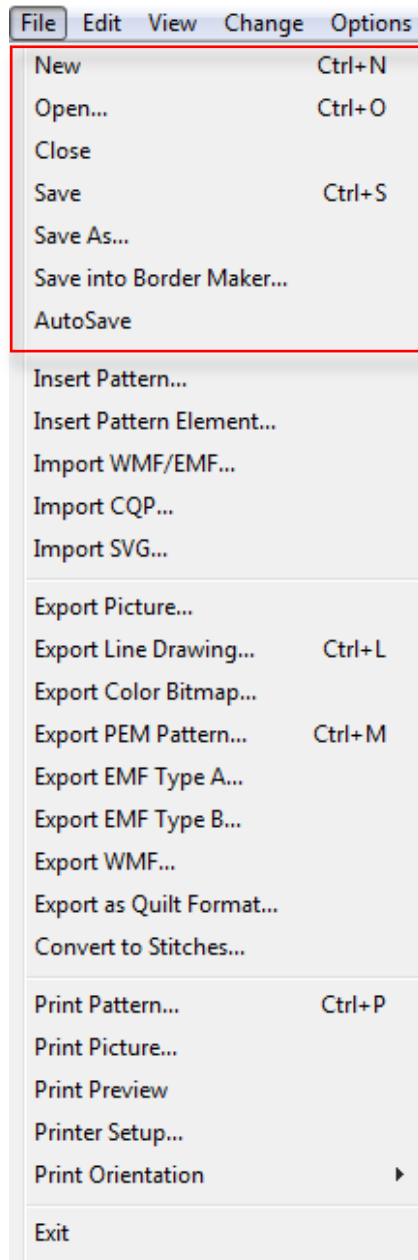 File Edit View Change Options
New Ctrl+N
Open... Ctrl+O
Close
Save Ctrl+S
Save As...
Save into Border Maker...
AutoSave
Insert Pattern...
Insert Pattern Element...
Import WMF/EMF...
Import CQP...
Import SVG...
Export Picture...
Export Line Drawing... Ctrl+L
Export Color Bitmap...
Export PEM Pattern... Ctrl+M
Export EMF Type A...
Export EMF Type B...
Export WMF...
Export as Quilt Format...
Convert to Stitches...
Print Pattern... Ctrl+P
Print Picture...
Print Preview
Printer Setup...
Print Orientation
Exit